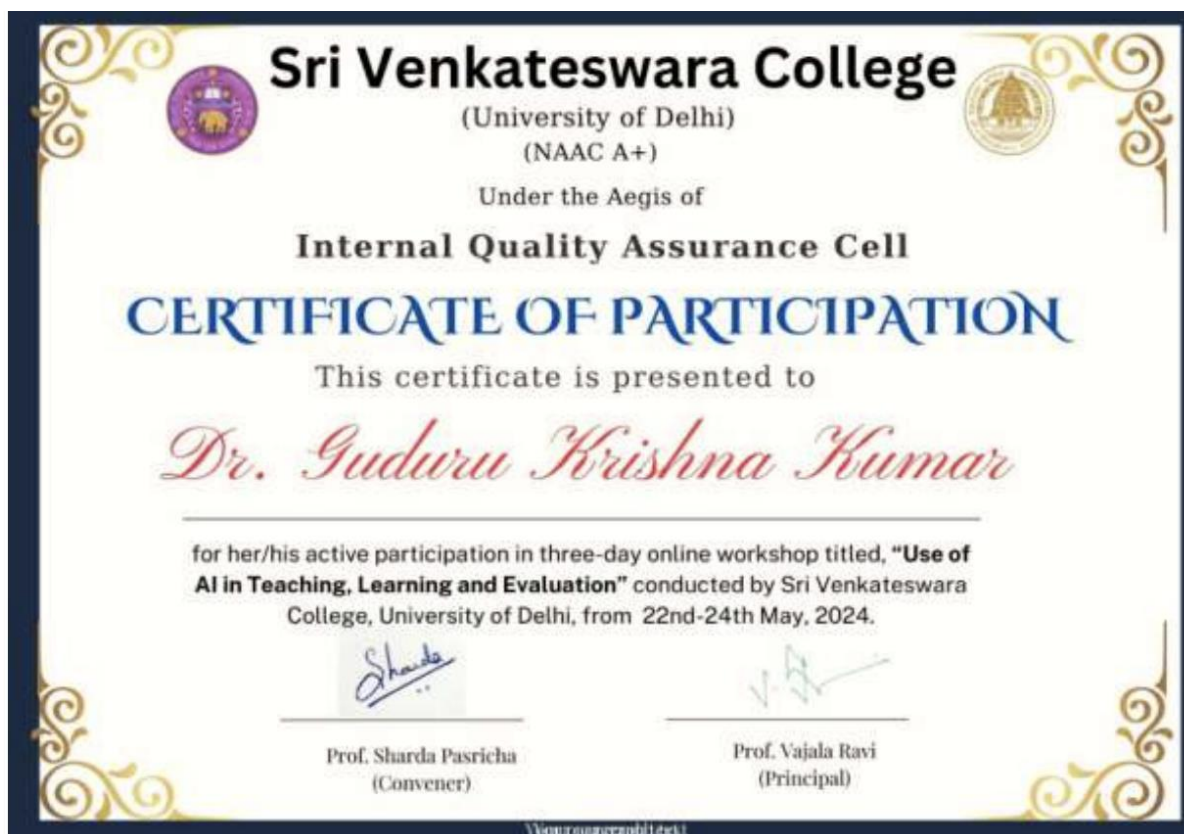 Sri Venkateswara College
(University of Delhi)
(NAAC A+)
Under the Aegis of
Internal Quality Assurance Cell
CERTIFICATE OF PARTICIPATION
This certificate is presented to
Dr. Guduru Krishna Kumar
for her/his active participation in three-day online workshop titled, “Use of
AI in Teaching, Learning and Evaluation” conducted by Sri Venkateswara
College, University of Delhi, from 22nd-24th May, 2024.
Sharda
Prof. Sharda Pasricha
(Convener)
Prof. Vajala Ravi
(Principal)